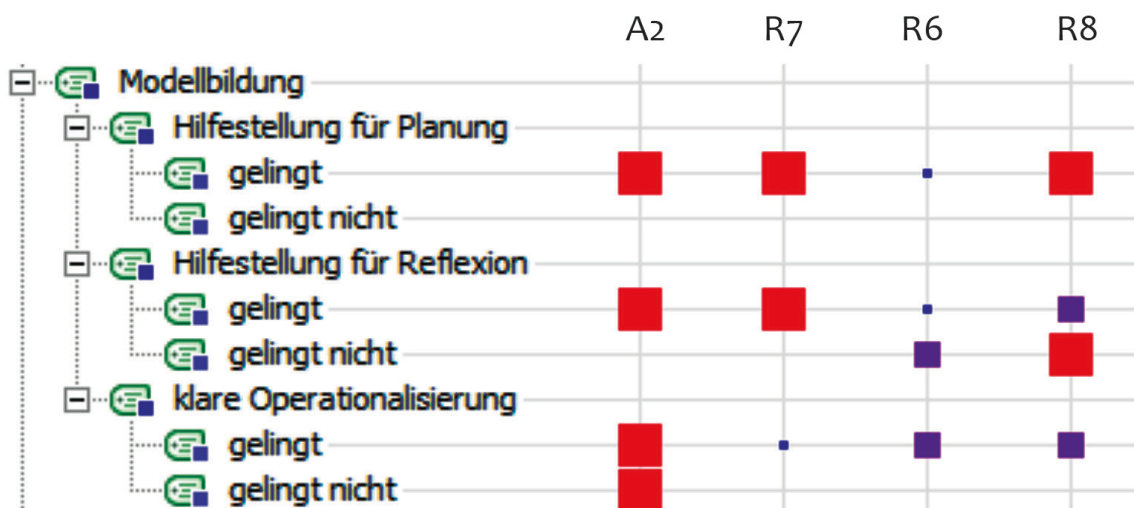 A2 R7 R6 R8
Modellbildung
Hilfestellung für Planung
gelingt
gelingt nicht
Hilfestellung für Reflexion
gelingt
gelingt nicht
klare Operationalisierung
gelingt
gelingt nicht